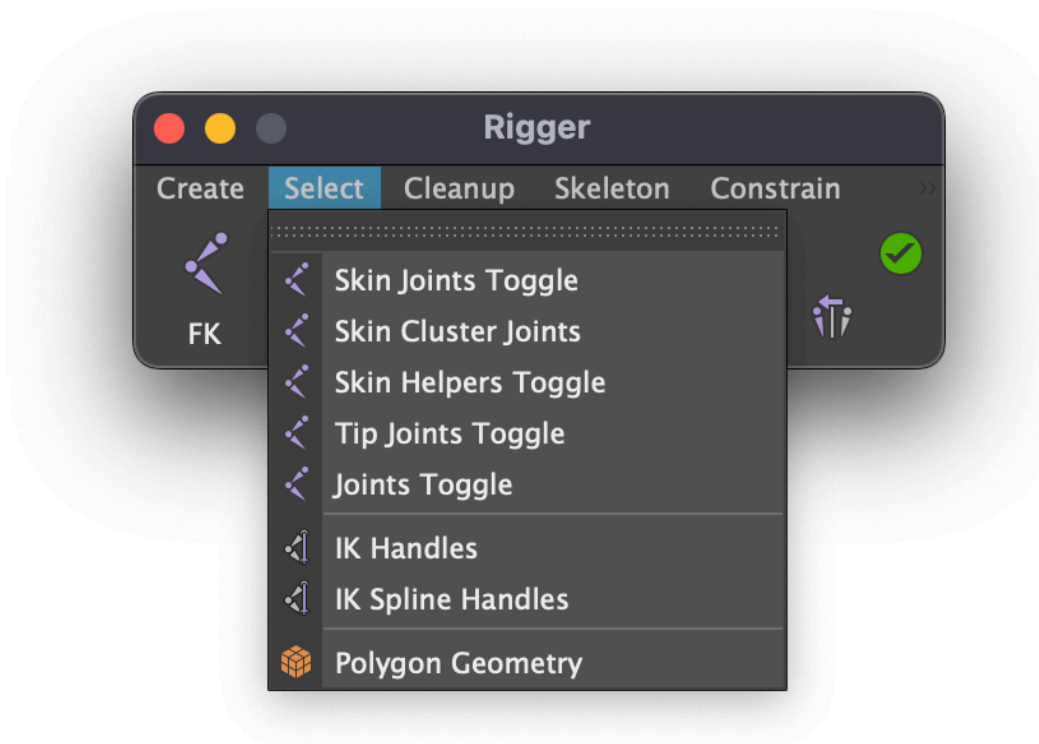 Rigger
Create Select Cleanup Skeleton Constrain »
FK
Skin Joints Toggle
Skin Cluster Joints
Skin Helpers Toggle
Tip Joints Toggle
Joints Toggle
IK Handles
IK Spline Handles
Polygon Geometry